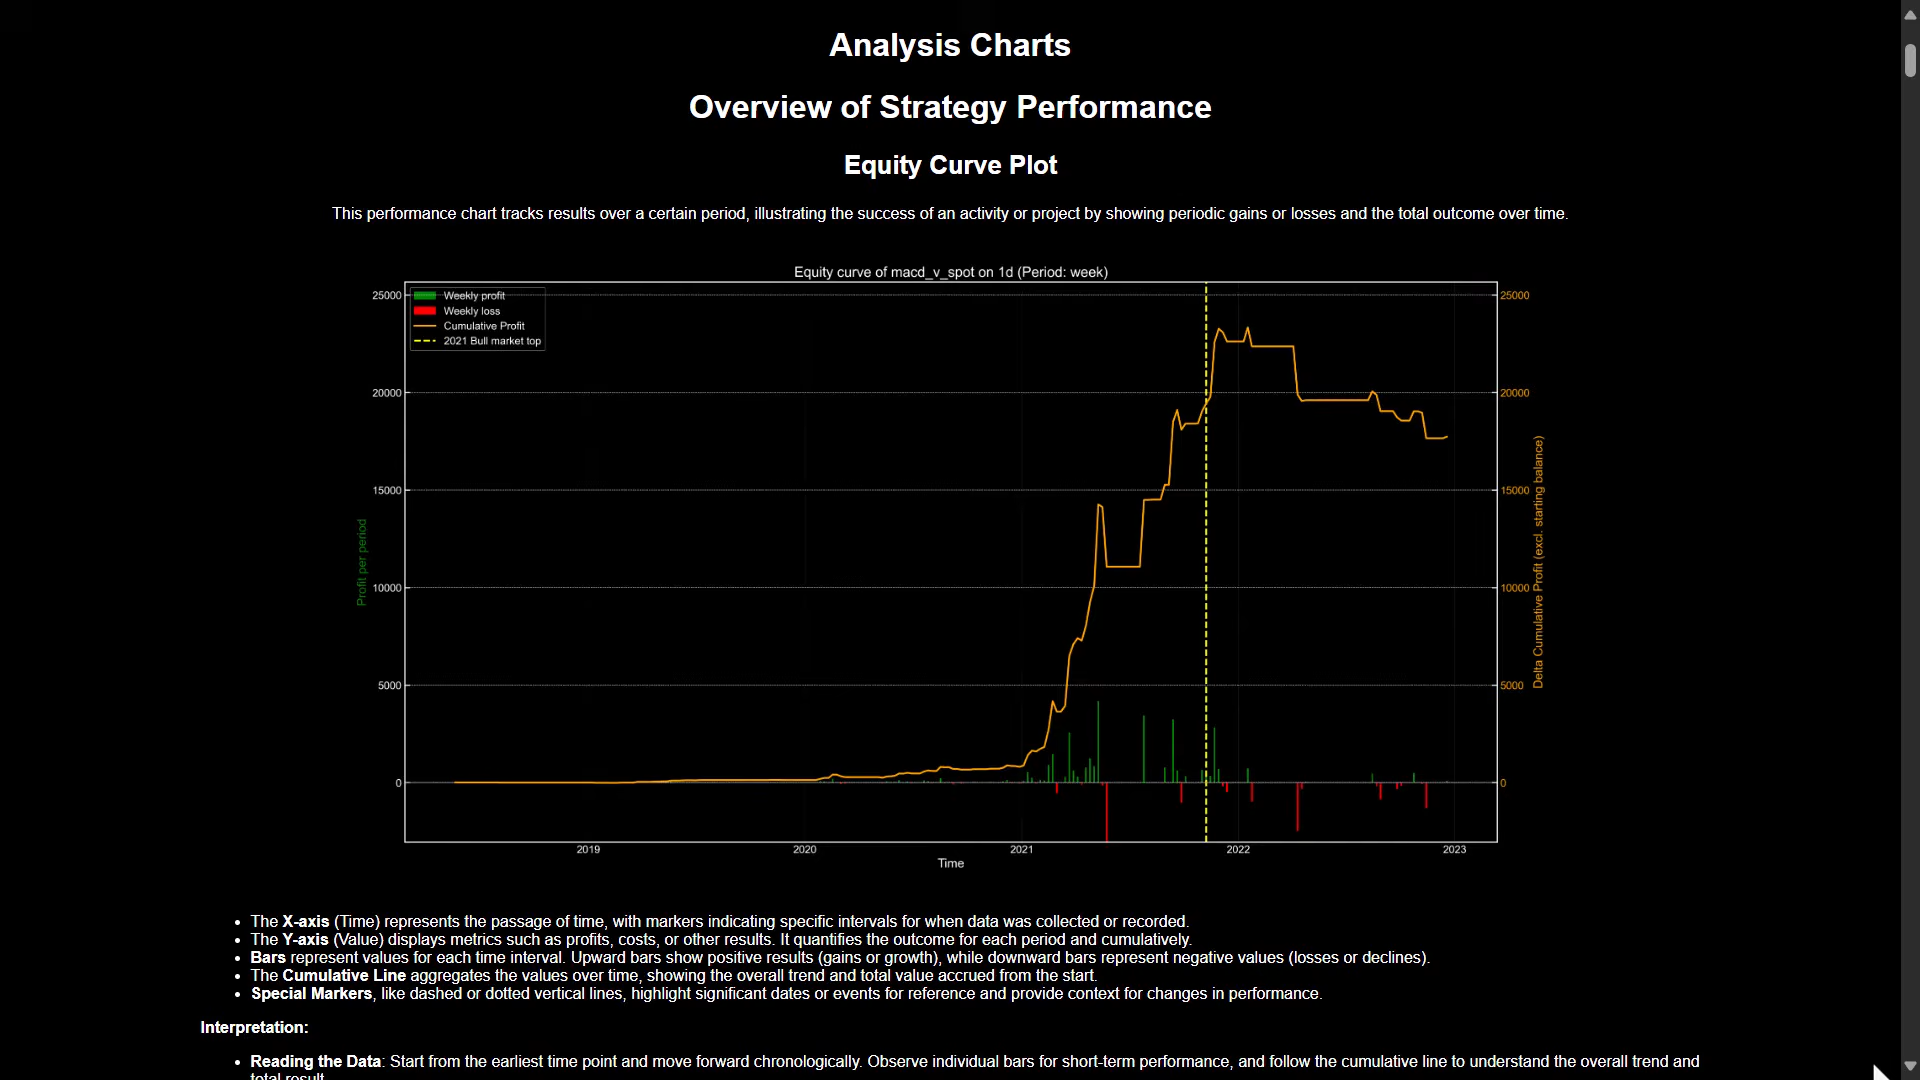 Analysis Charts
Overview of Strategy Performance
Equity Curve Plot
This performance chart tracks results over a certain period, illustrating the success of an activity or project by showing periodic gains or losses and the total outcome over time.
Equity curve of macd_v_spot on 1d (Period: week)
Weekly profit
Weekly loss
Cumulative Profit
2021 Bull market top
25000
20000
15000
10000
5000
0
Profit per period
25000
20000
15000
10000
5000
0
Delta Cumulative Profit (excl. starting balance)
2019 2020 2021 2022 2023
Time
• The X-axis (Time) represents the passage of time, with markers indicating specific intervals for when data was collected or recorded.
• The Y-axis (Value) displays metrics such as profits, costs, or other results. It quantifies the outcome for each period and cumulatively.
• Bars represent values for each time interval. Upward bars show positive results (gains or growth), while downward bars represent negative values (losses or declines).
• The Cumulative Line aggregates the values over time, showing the overall trend and total value accrued from the start.
• Special Markers, like dashed or dotted vertical lines, highlight significant dates or events for reference and provide context for changes in performance.
Interpretation:
• Reading the Data: Start from the earliest time point and move forward chronologically. Observe individual bars for short-term performance, and follow the cumulative line to understand the overall trend and
total result.